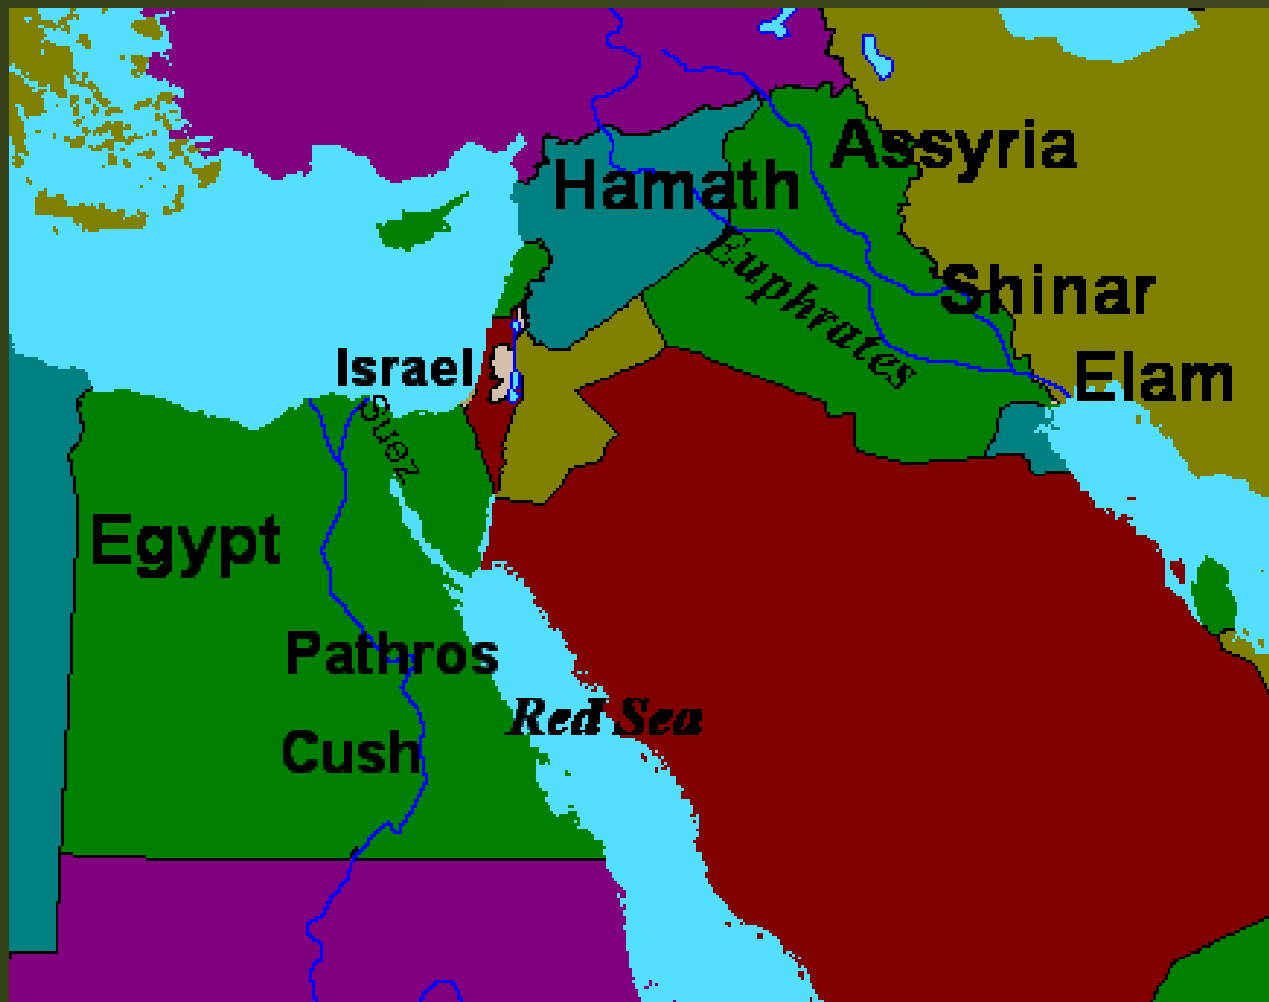 Assyria
Hamath
Euphrates
Shinar
Israel
Elam
Suez
Egypt
Pathros
Red Sea
Cush